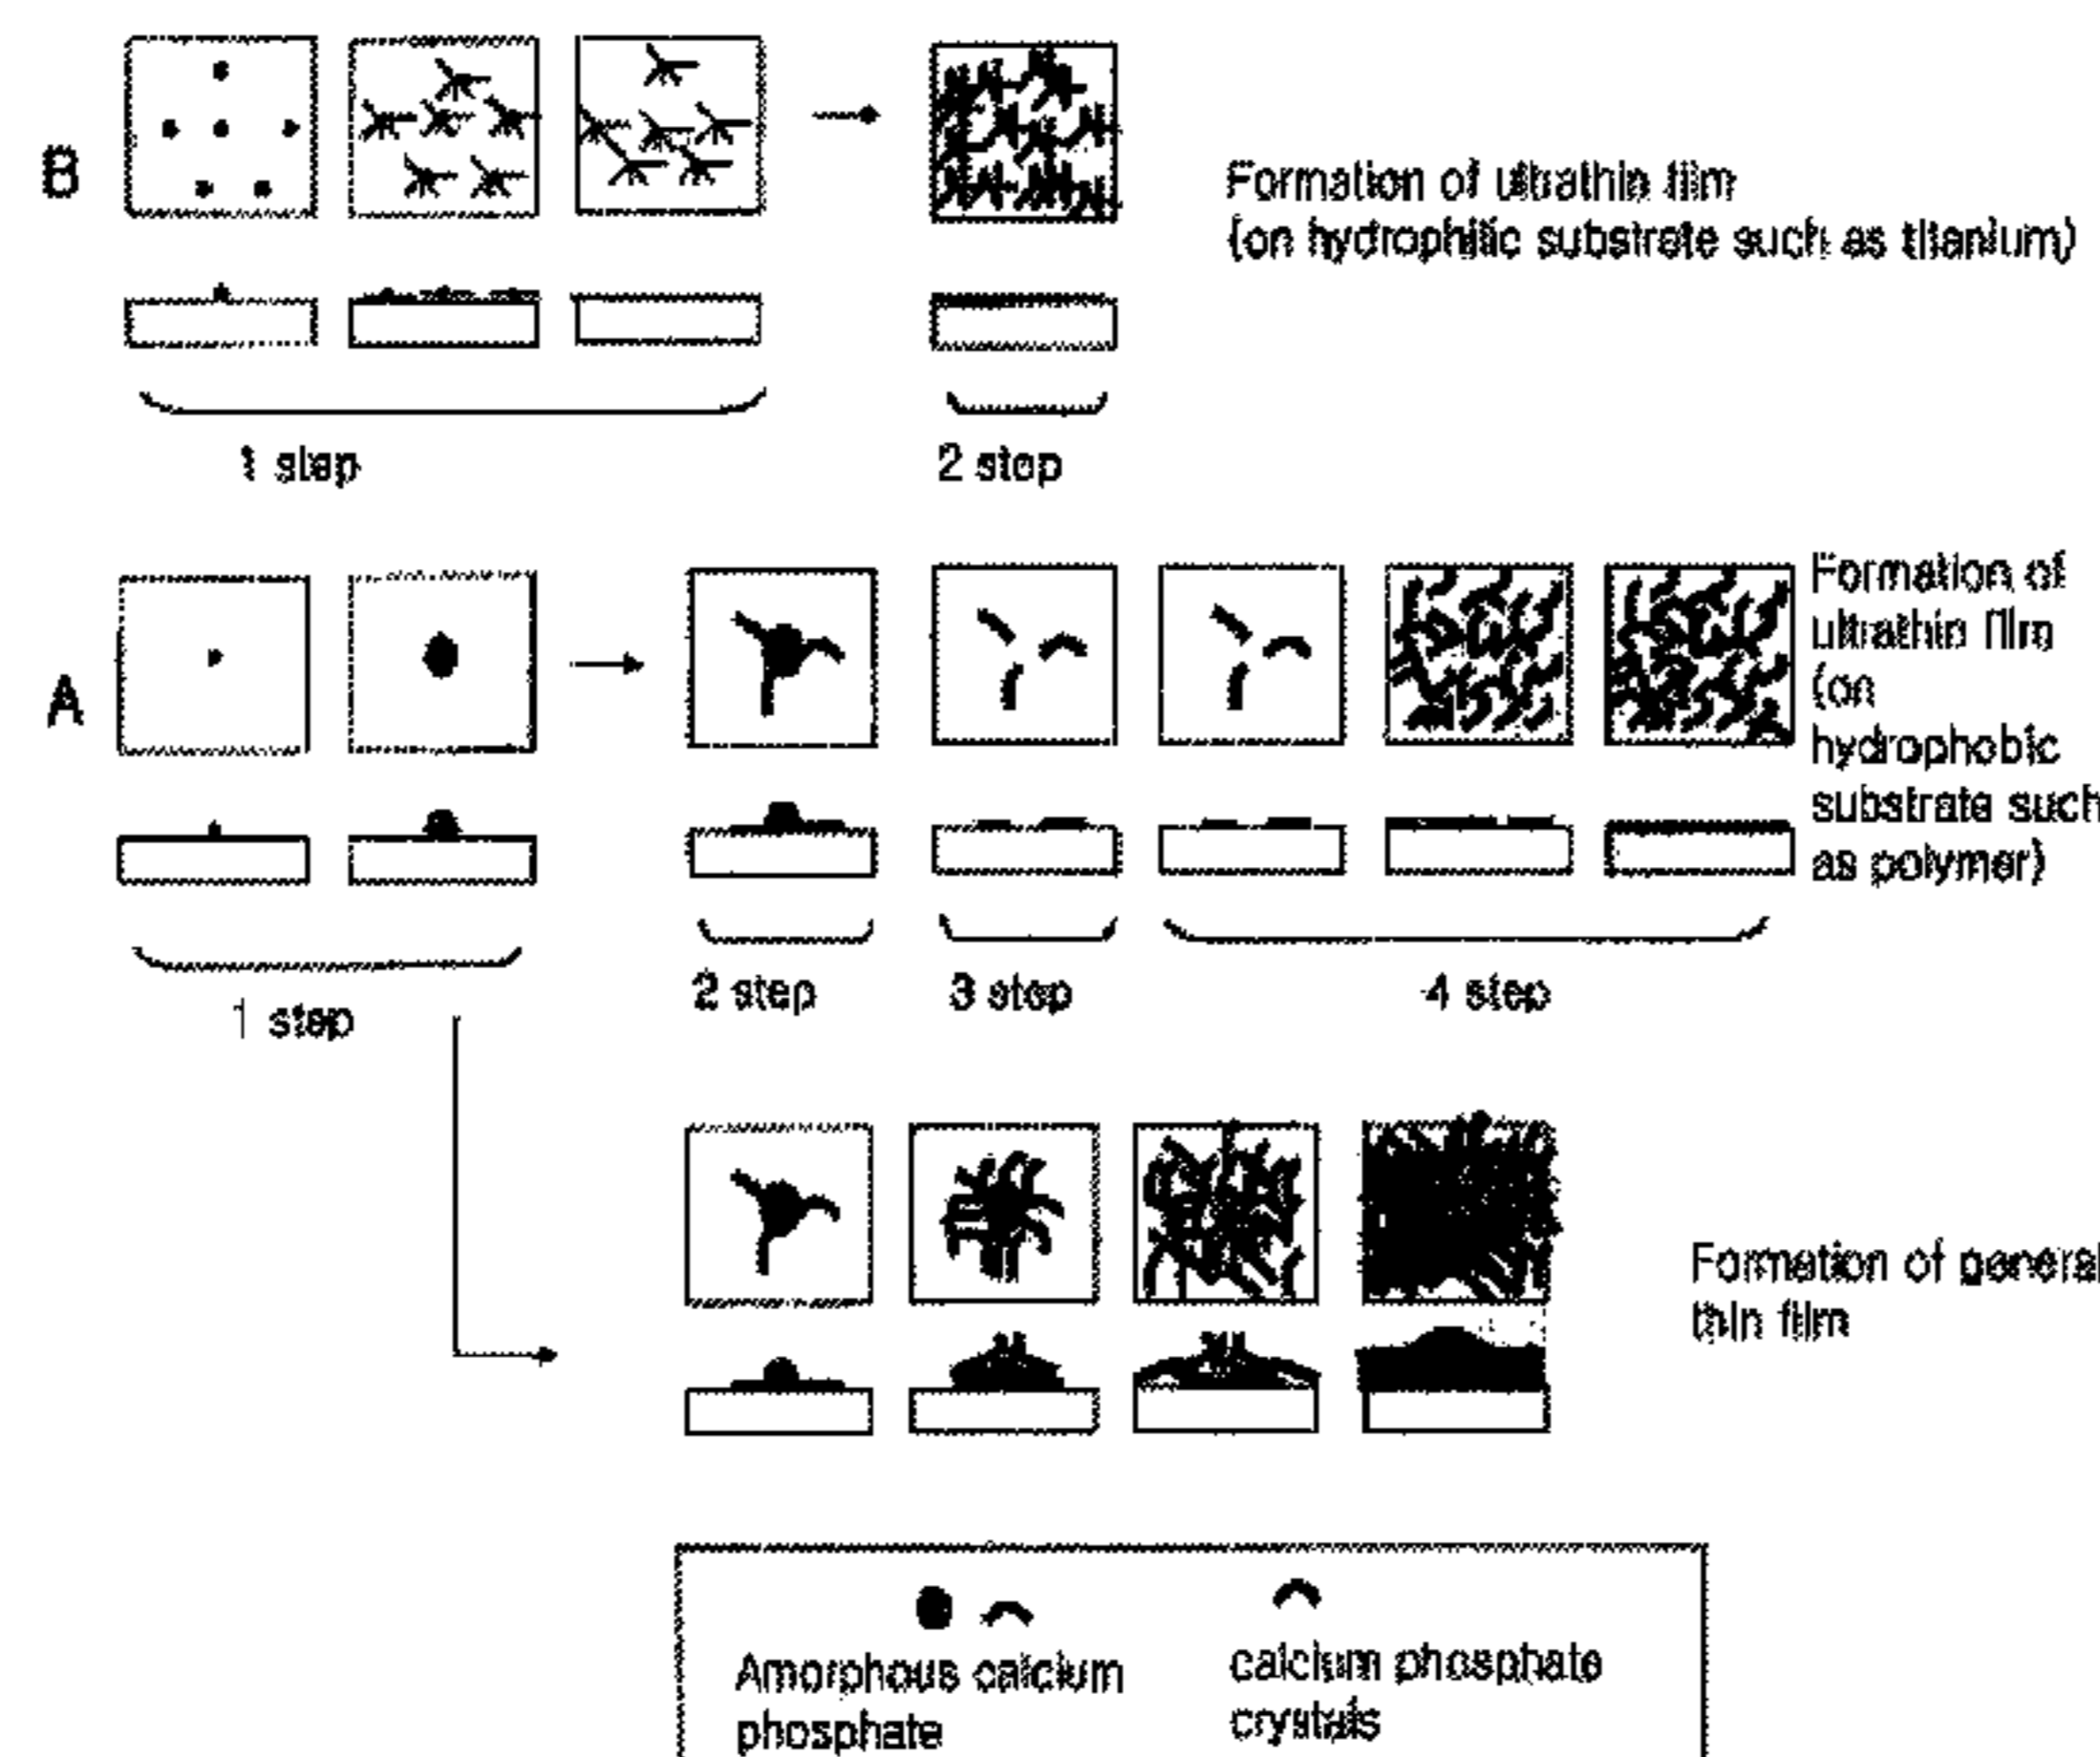 B
Formation of ultrathin film
(on hydrophilic substrate such as titanium)
1 step
2 step
A
Formation of
ultrathin film
(on
hydrophobic
substrate such
as polymer)
1 step
2 step
3 step
4 step
Formation of general
thin film
Amorphous calcium
phosphate
calcium phosphate
crystals